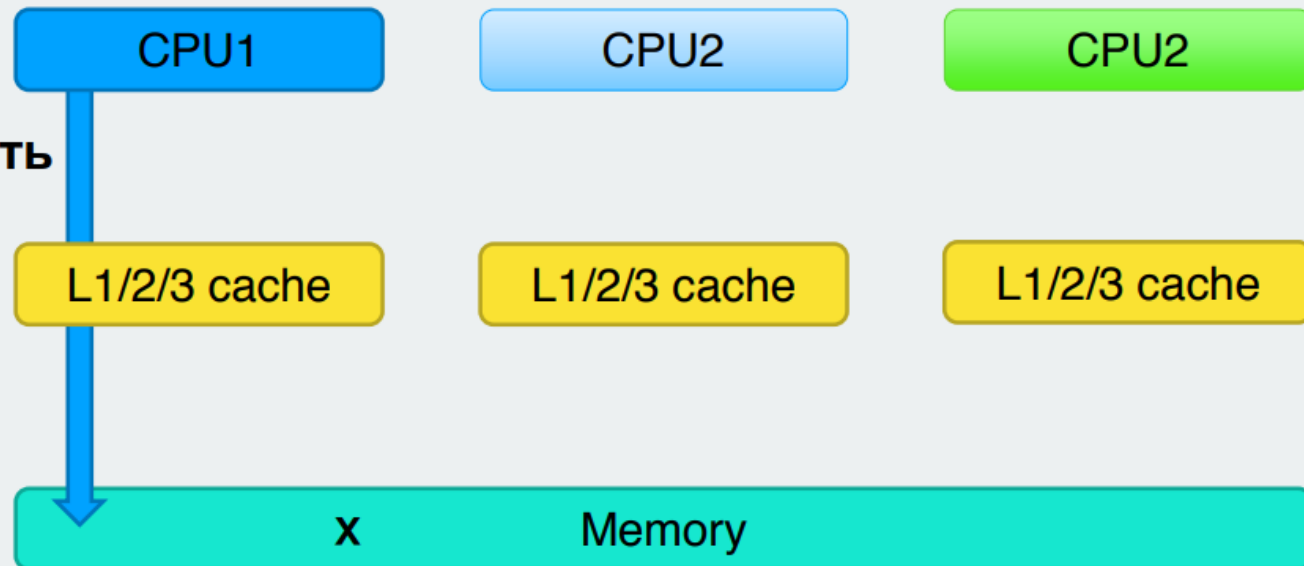 CPU1 CPU2 CPU2
ть
L1/2/3 cache L1/2/3 cache L1/2/3 cache
x Memory